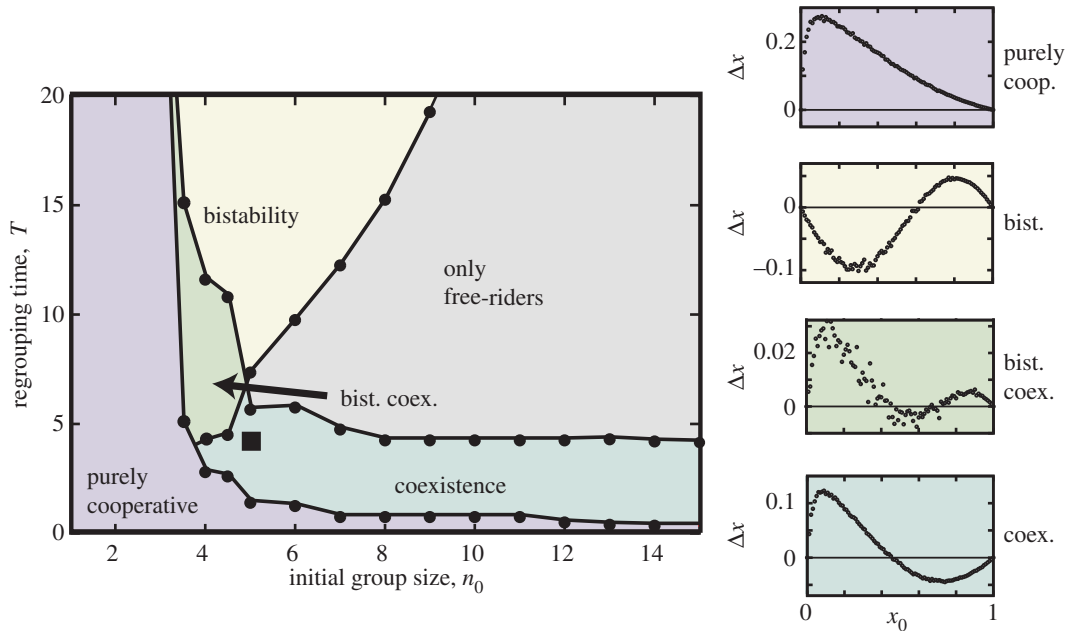 20
15
10
5
0
regrouping time, T
bistability
only
free-riders
bist. coex.
purely
cooperative
coexistence
2
4
6
8
10
12
14
initial group size, n0
0.2
0
Δx
purely
coop.
0
−0.1
Δx
bist.
0.02
0
Δx
bist.
coex.
0.1
0
Δx
coex.
0
1
x0